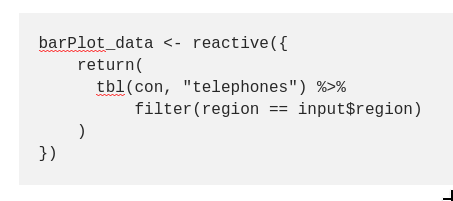 barPlot_data <- reactive({
    return(
      tbl(con, "telephones") %>%
          filter(region == input$region)
    )
})